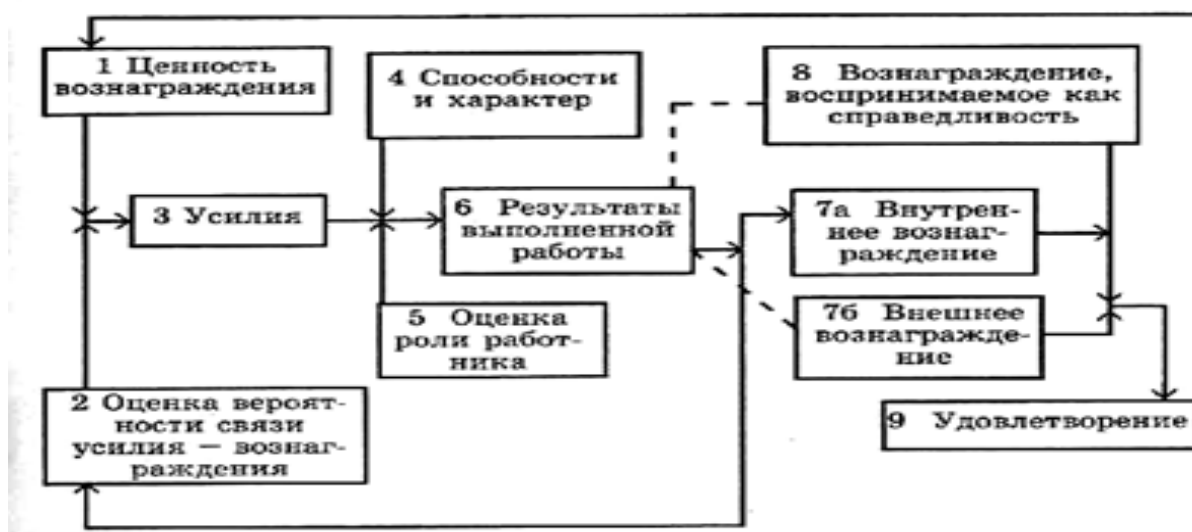 1 Ценность
вознаграждения
4 Способности
и характер
8 Вознаграждение,
воспринимаемое как
справедливость
3 Усилия
6 Результаты
выполненной
работы
7а Внутрен-
нее вознаг-
раждение
5 Оценка
роли работ-
ника
7б Внешнее
вознагражде-
ние
2 Оценка вероят-
ности связи
усилия — вознаг-
раждения
9 Удовлетворение